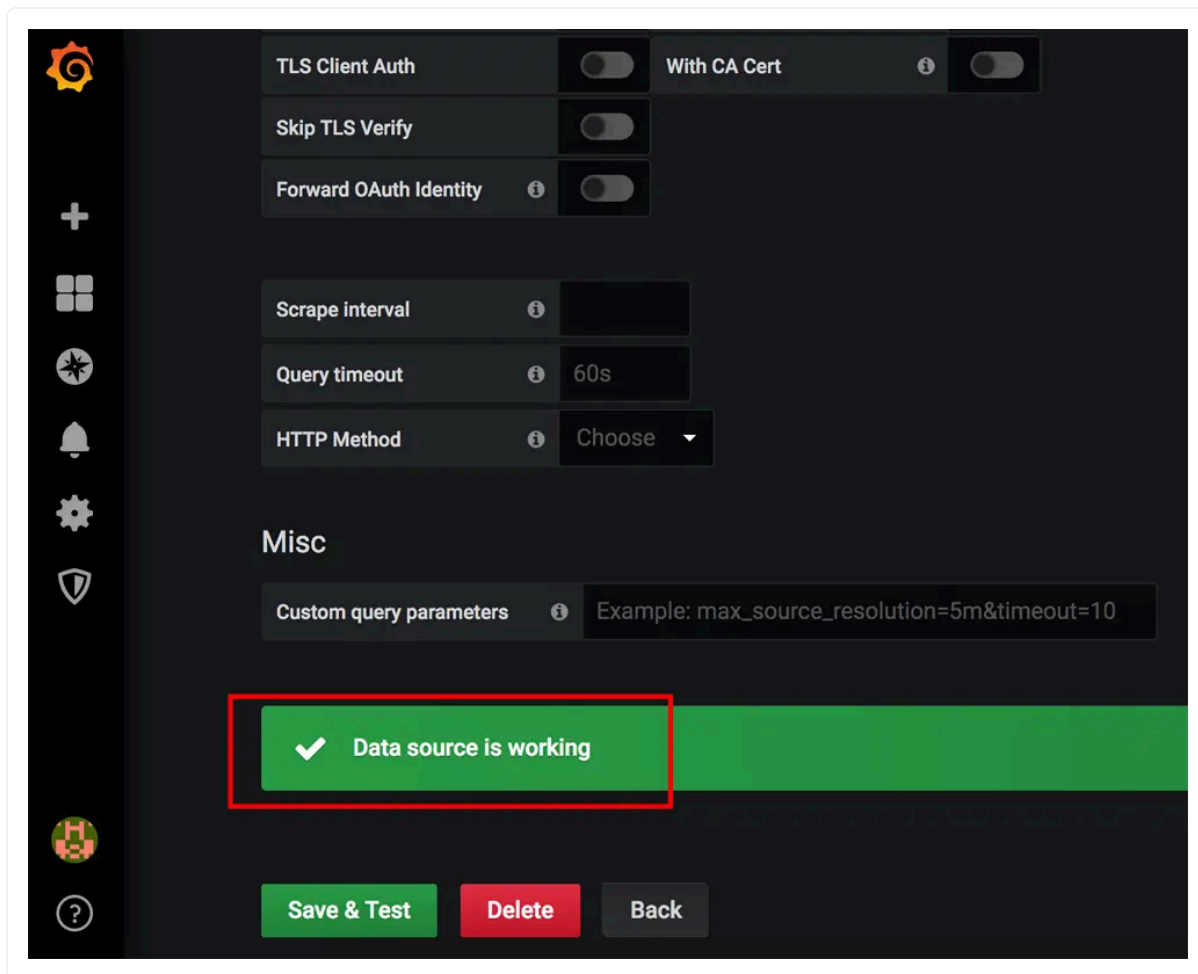 TLS Client Auth With CA Cert
Skip TLS Verify
Forward OAuth Identity
Scrape interval
Query timeout 60s
HTTP Method Choose
Misc
Custom query parameters Example: max_source_resolution=5m&timeout=10
Data source is working
Save & Test Delete Back